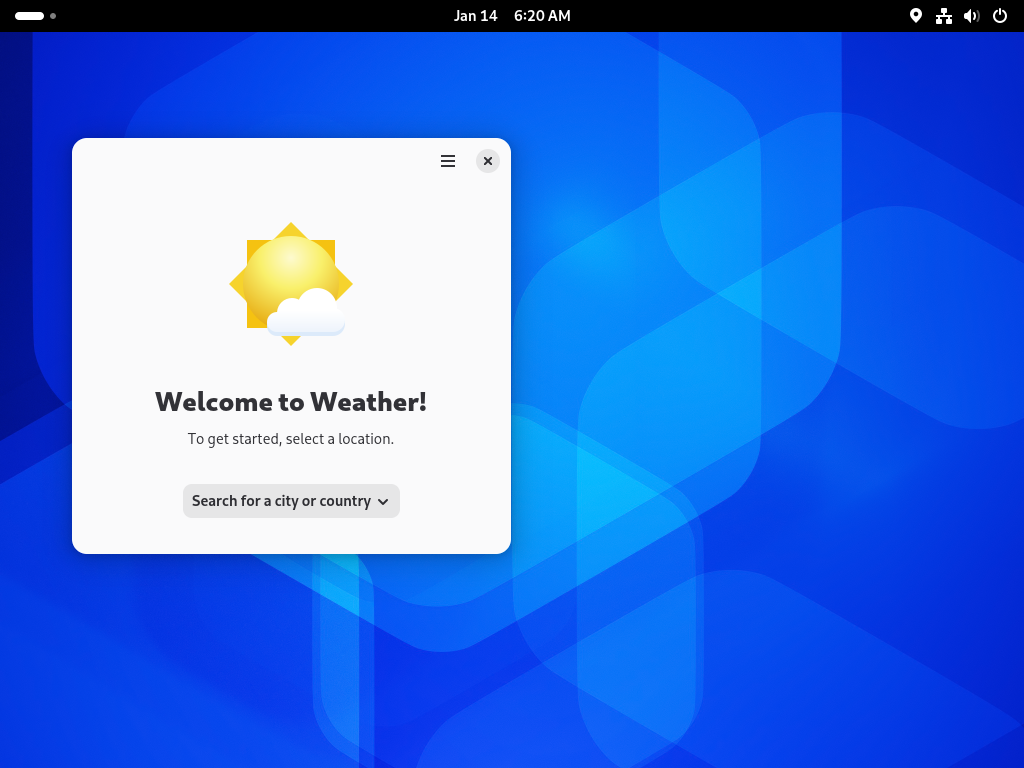 Jan 14 6:20 AM
Welcome to Weather!
To get started, select a location.
Search for a city or country